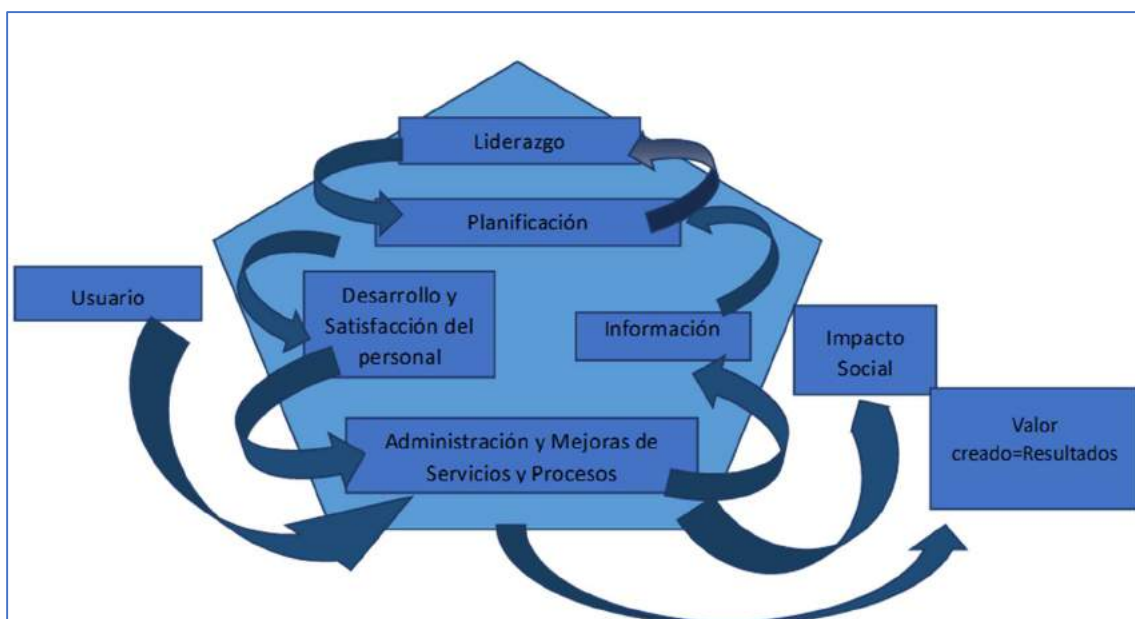 Liderazgo
Planificación
Usuario
Desarrollo y
Satisfacción del
personal
Información
Impacto
Social
Administración y Mejoras de
Servicios y Procesos
Valor
creado=Resultados